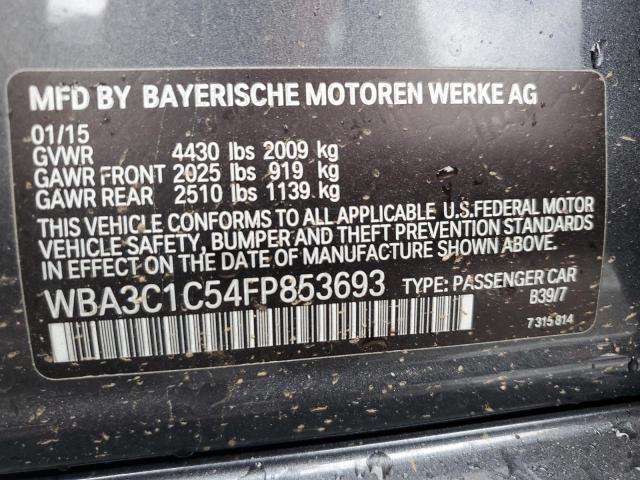 MFD BY BAYERISCHE MOTOREN WERKE AG
01/15
GVWR 4430 lbs 2009 kg
GAWR FRONT 2025 lbs 919 kg
GAWR REAR 2510 lbs 1139 kg
THIS VEHICLE CONFORMS TO ALL APPLICABLE U.S.FEDERAL MOTOR
VEHICLE SAFETY, BUMPER AND THEFT PREVENTION STANDARDS
IN EFFECT ON THE DATE OF MANUFACTURE SHOWN ABOVE.
WBA3C1C54FP853693 TYPE: PASSENGER CAR
B39/7
7 315 814